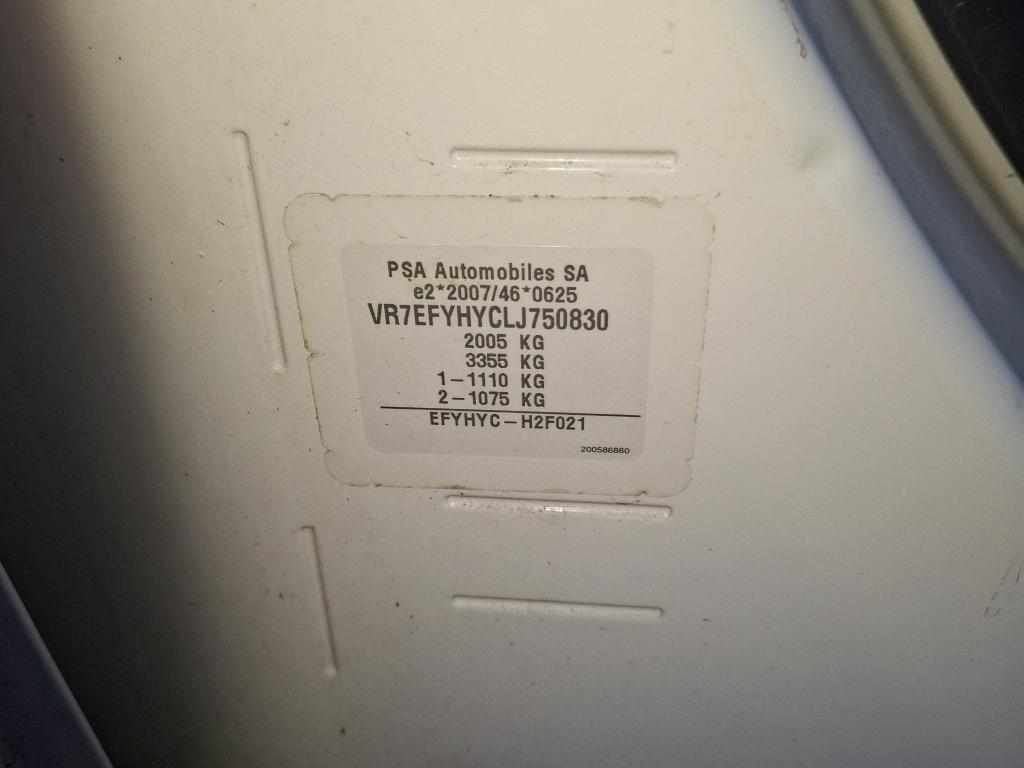 PSA Automobiles SA
e2*2007/46*0625
VR7EFYHYCLJ750830
2005 KG
3355 KG
1-1110 KG
2-1075 KG
EFYHYC-H2F021
200586860